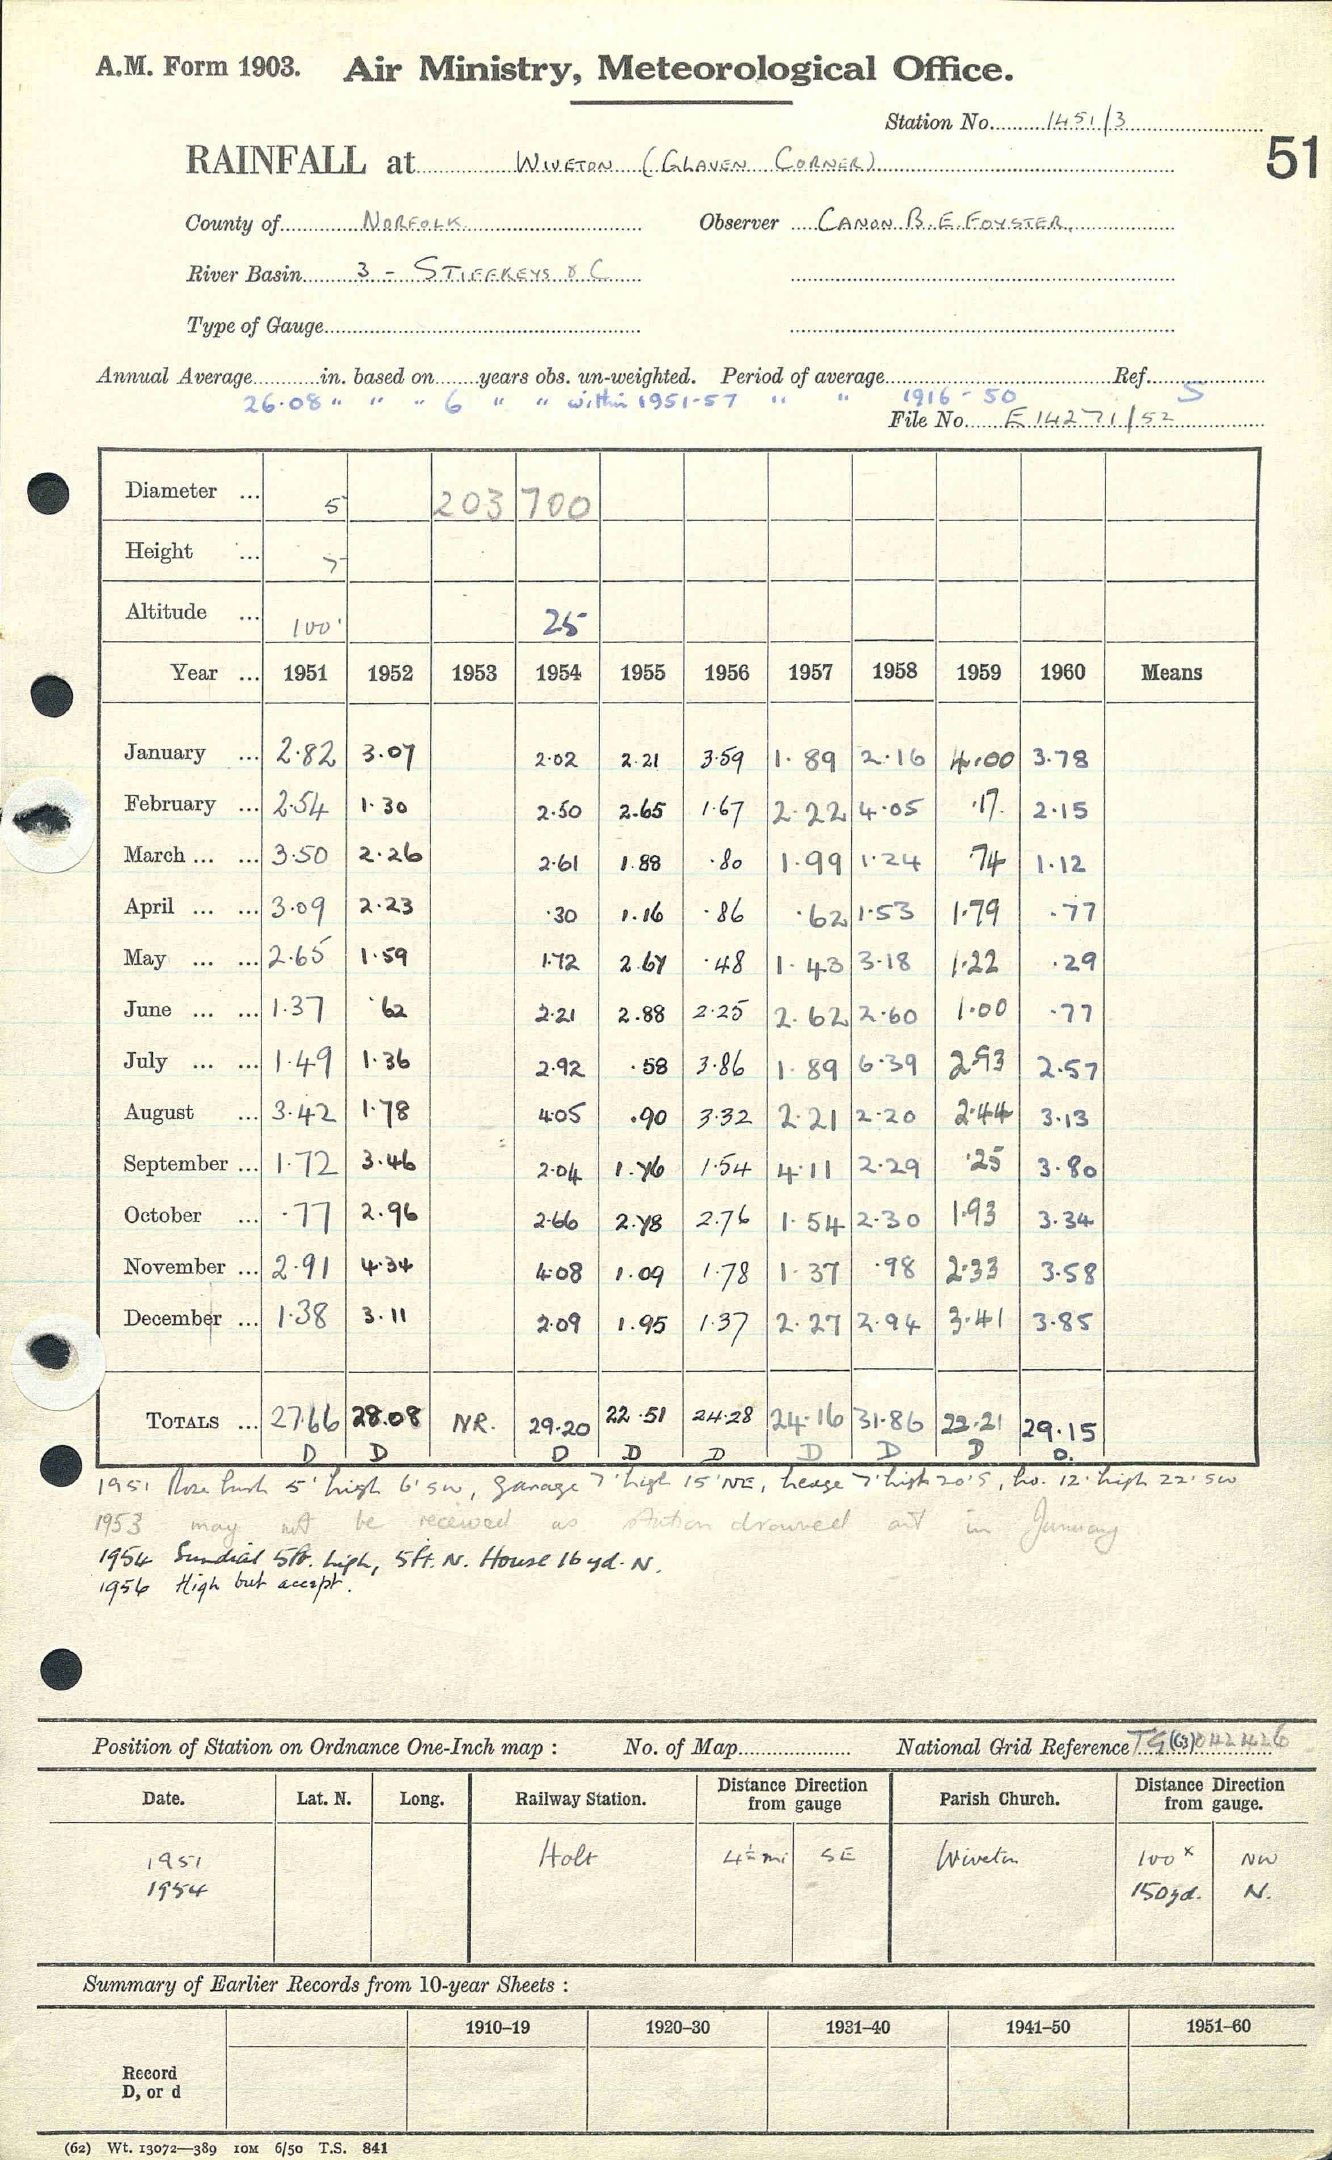 A.M. Form 1903. Air Ministry, Meteorological Office.
Station No. 1451/3
51
RAINFALL at WIVETON (GLAVEN CORNER)
County of NORFOLK Observer CANON B.E. FOYSTER,
River Basin 3 - STIFFKEYS & C
Type of Gauge
Annual Average in. based on years obs. un-weighted. Period of average Ref.
26.08 " " " 6 " " within 1951-57 " " 1916-50 S
File No. E 14271/52
Diameter ... 5 203 700
Height ... 7
Altitude ... 100' 25
Year ... 1951 1952 1953 1954 1955 1956 1957 1958 1959 1960 Means
January ... 2.82 3.07 2.02 2.21 3.59 1.89 2.16 4.00 3.78
February ... 2.54 1.30 2.50 2.65 1.67 2.22 4.05 .17 2.15
March ... ... 3.50 2.26 2.61 1.88 .80 1.99 1.24 .74 1.12
April ... ... 3.09 2.23 .30 1.16 .86 .62 1.53 1.79 .77
May ... ... 2.65 1.59 1.72 2.67 .48 1.43 3.18 1.22 .29
June ... ... 1.37 .62 2.21 2.88 2.25 2.62 2.60 1.00 .77
July ... ... 1.49 1.36 2.92 .58 3.86 1.89 6.39 2.93 2.57
August ... 3.42 1.78 4.05 .90 3.32 2.21 2.20 2.44 3.13
September ... 1.72 3.46 2.04 1.76 1.54 4.11 2.29 .25 3.80
October ... .77 2.96 2.66 2.78 2.76 1.54 2.30 1.93 3.34
November ... 2.91 4.34 4.08 1.09 1.78 1.37 .98 2.33 3.58
December ... 1.38 3.11 2.09 1.95 1.37 2.27 2.94 3.41 3.85
TOTALS ... 27.66 28.08 NR. 29.20 22.51 24.28 24.16 31.86 22.21 29.15
D D D D D D D D D.
1951 Rose bush 5' high 6' SW, garage 7' high 15' NE, hedge 7' high 20' S, ho. 12' high 22' SW
1953 may not be received as station drowned out in January
1954 Sundial 5ft. high, 5ft. N. House 16 yd. N.
1956 High but accept.
Position of Station on Ordnance One-Inch map : No. of Map National Grid Reference TG (63) 042426
Date. Lat. N. Long. Railway Station. Distance from gauge Direction Parish Church. Distance from gauge. Direction
1951 Holt 4½ mi SE Wiveton 100 x NW
1954 150 yd. N.
Summary of Earlier Records from 10-year Sheets :
1910–19 1920–30 1931–40 1941–50 1951–60
Record
D, or d
(62) Wt. 13072—389 10M 6/50 T.S. 841